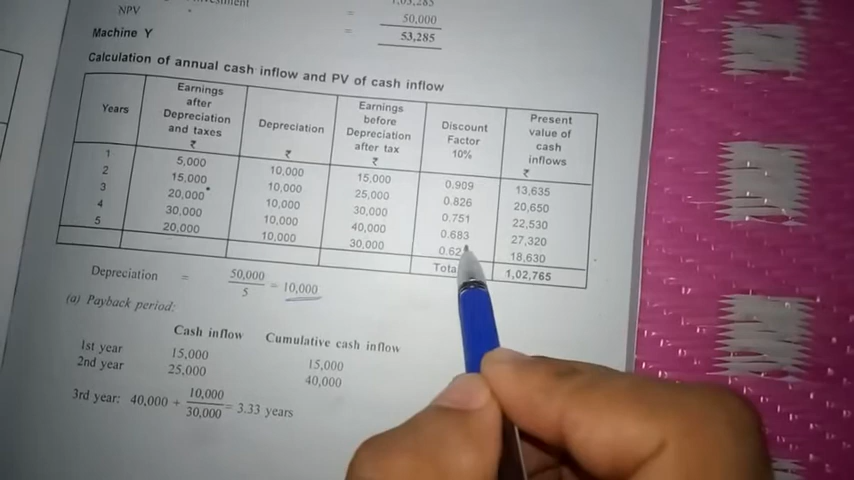 1,03,285
NPV = 50,000
Machine Y = 53,285
Calculation of annual cash inflow and PV of cash inflow
Years Earnings after Depreciation and taxes ₹ Depreciation ₹ Earnings before Depreciation after tax ₹ Discount Factor 10% Present value of cash inflows ₹
1 5,000 10,000 15,000 0.909 13,635
2 15,000 10,000 25,000 0.826 20,650
3 20,000 10,000 30,000 0.751 22,530
4 30,000 10,000 40,000 0.683 27,320
5 20,000 10,000 30,000 0.62 18,630
Total 1,02,765
Depreciation = 50,000 / 5 = 10,000
(a) Payback period:
Cash inflow Cumulative cash inflow
1st year 15,000 15,000
2nd year 25,000 40,000
3rd year: 40,000 + 10,000 / 30,000 = 3.33 years